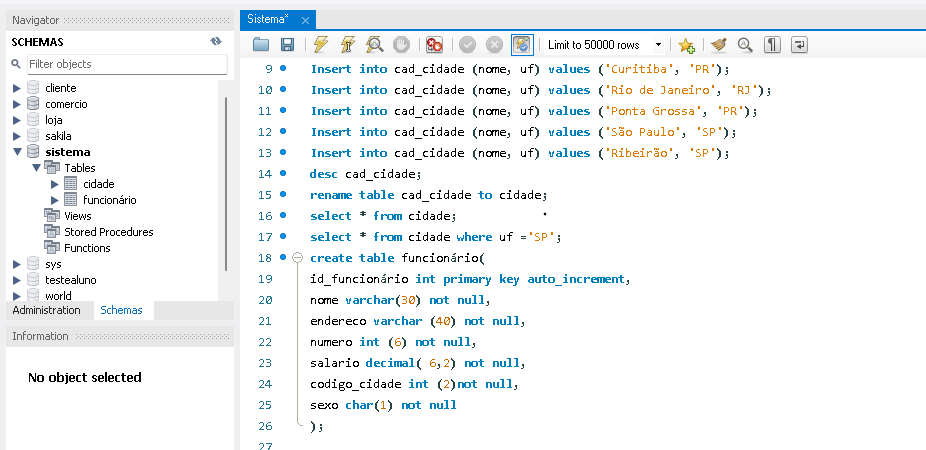 Navigator
SCHEMAS
Filter objects
cliente
comercio
loja
sakila
sistema
Tables
cidade
funcionário
Views
Stored Procedures
Functions
sys
testealuno
world
Administration Schemas
Information
No object selected
Sistema*
Limit to 50000 rows
9 Insert into cad_cidade (nome, uf) values ('Curitiba', 'PR');
10 Insert into cad_cidade (nome, uf) values ('Rio de Janeiro', 'RJ');
11 Insert into cad_cidade (nome, uf) values ('Ponta Grossa', 'PR');
12 Insert into cad_cidade (nome, uf) values ('São Paulo', 'SP');
13 Insert into cad_cidade (nome, uf) values ('Ribeirão', 'SP');
14 desc cad_cidade;
15 rename table cad_cidade to cidade;
16 select * from cidade;
17 select * from cidade where uf ='SP';
18 create table funcionário(
19 id_funcionário int primary key auto_increment,
20 nome varchar(30) not null,
21 endereco varchar (40) not null,
22 numero int (6) not null,
23 salario decimal( 6,2) not null,
24 codigo_cidade int (2)not null,
25 sexo char(1) not null
26 );
27